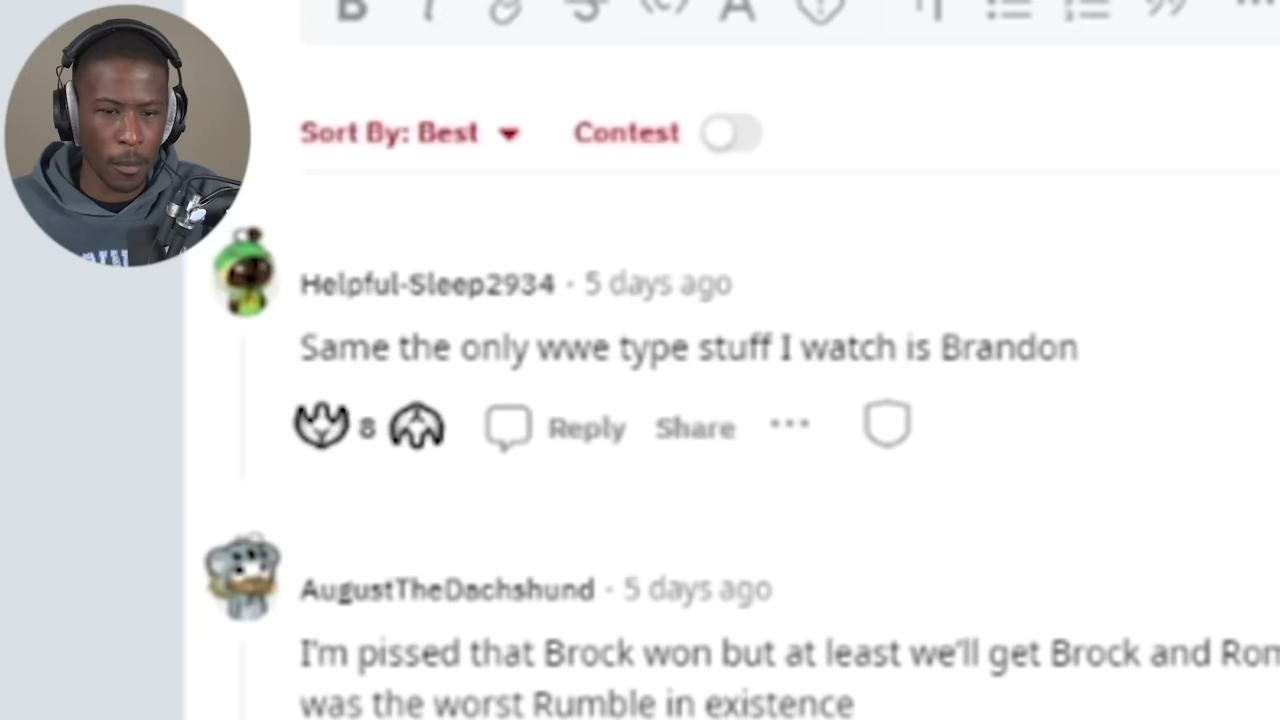 Sort By: Best
Contest
Helpful-Sleep2934 · 5 days ago
Same the only wwe type stuff I watch is Brandon
8
Reply
Share
AugustTheDachshund · 5 days ago
I'm pissed that Brock won but at least we'll get Brock and
was the worst Rumble in existence